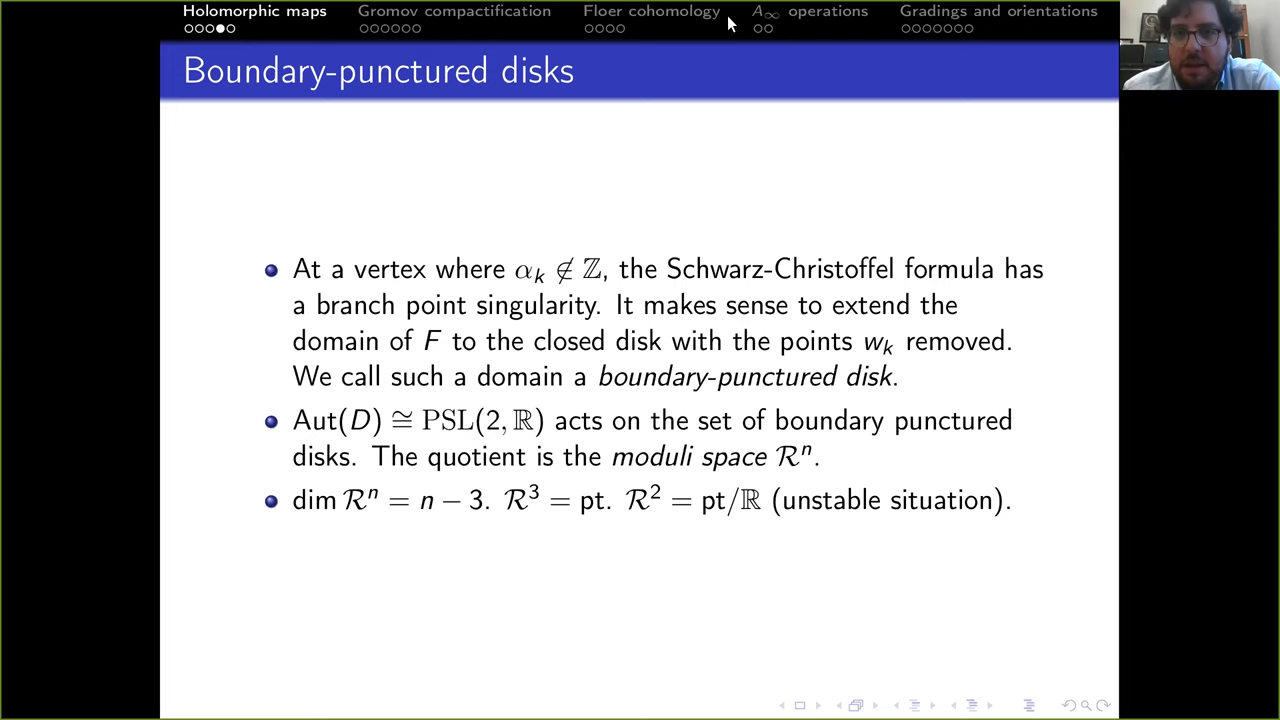 Holomorphic maps Gromov compactification Floer cohomology A∞ operations Gradings and orientations
Boundary-punctured disks
At a vertex where αₖ ∉ ℤ, the Schwarz-Christoffel formula has
a branch point singularity. It makes sense to extend the
domain of F to the closed disk with the points wₖ removed.
We call such a domain a boundary-punctured disk.
Aut(D) ≅ PSL(2, ℝ) acts on the set of boundary punctured
disks. The quotient is the moduli space ℛⁿ.
dim ℛⁿ = n − 3. ℛ³ = pt. ℛ² = pt/ℝ (unstable situation).